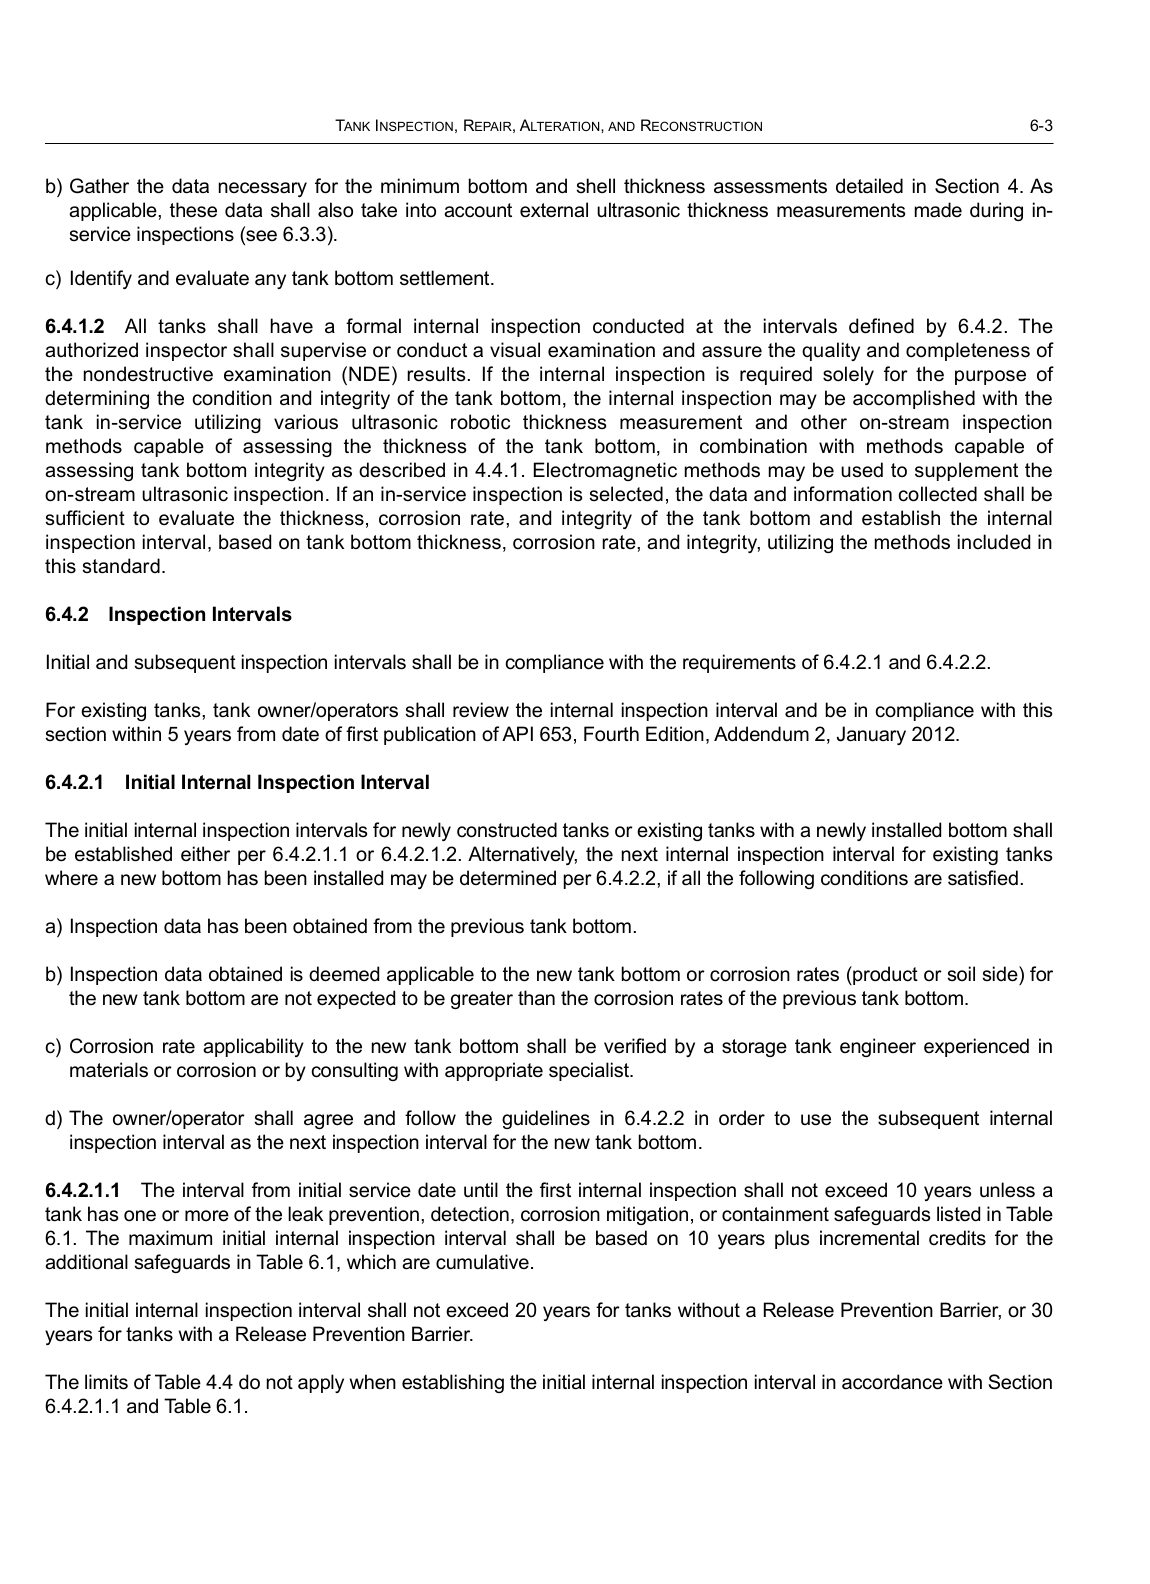 TANK INSPECTION, REPAIR, ALTERATION, AND RECONSTRUCTION 6-3
b) Gather the data necessary for the minimum bottom and shell thickness assessments detailed in Section 4. As
applicable, these data shall also take into account external ultrasonic thickness measurements made during in-
service inspections (see 6.3.3).
c) Identify and evaluate any tank bottom settlement.
6.4.1.2 All tanks shall have a formal internal inspection conducted at the intervals defined by 6.4.2. The
authorized inspector shall supervise or conduct a visual examination and assure the quality and completeness of
the nondestructive examination (NDE) results. If the internal inspection is required solely for the purpose of
determining the condition and integrity of the tank bottom, the internal inspection may be accomplished with the
tank in-service utilizing various ultrasonic robotic thickness measurement and other on-stream inspection
methods capable of assessing the thickness of the tank bottom, in combination with methods capable of
assessing tank bottom integrity as described in 4.4.1. Electromagnetic methods may be used to supplement the
on-stream ultrasonic inspection. If an in-service inspection is selected, the data and information collected shall be
sufficient to evaluate the thickness, corrosion rate, and integrity of the tank bottom and establish the internal
inspection interval, based on tank bottom thickness, corrosion rate, and integrity, utilizing the methods included in
this standard.
6.4.2 Inspection Intervals
Initial and subsequent inspection intervals shall be in compliance with the requirements of 6.4.2.1 and 6.4.2.2.
For existing tanks, tank owner/operators shall review the internal inspection interval and be in compliance with this
section within 5 years from date of first publication of API 653, Fourth Edition, Addendum 2, January 2012.
6.4.2.1 Initial Internal Inspection Interval
The initial internal inspection intervals for newly constructed tanks or existing tanks with a newly installed bottom shall
be established either per 6.4.2.1.1 or 6.4.2.1.2. Alternatively, the next internal inspection interval for existing tanks
where a new bottom has been installed may be determined per 6.4.2.2, if all the following conditions are satisfied.
a) Inspection data has been obtained from the previous tank bottom.
b) Inspection data obtained is deemed applicable to the new tank bottom or corrosion rates (product or soil side) for
the new tank bottom are not expected to be greater than the corrosion rates of the previous tank bottom.
c) Corrosion rate applicability to the new tank bottom shall be verified by a storage tank engineer experienced in
materials or corrosion or by consulting with appropriate specialist.
d) The owner/operator shall agree and follow the guidelines in 6.4.2.2 in order to use the subsequent internal
inspection interval as the next inspection interval for the new tank bottom.
6.4.2.1.1 The interval from initial service date until the first internal inspection shall not exceed 10 years unless a
tank has one or more of the leak prevention, detection, corrosion mitigation, or containment safeguards listed in Table
6.1. The maximum initial internal inspection interval shall be based on 10 years plus incremental credits for the
additional safeguards in Table 6.1, which are cumulative.
The initial internal inspection interval shall not exceed 20 years for tanks without a Release Prevention Barrier, or 30
years for tanks with a Release Prevention Barrier.
The limits of Table 4.4 do not apply when establishing the initial internal inspection interval in accordance with Section
6.4.2.1.1 and Table 6.1.